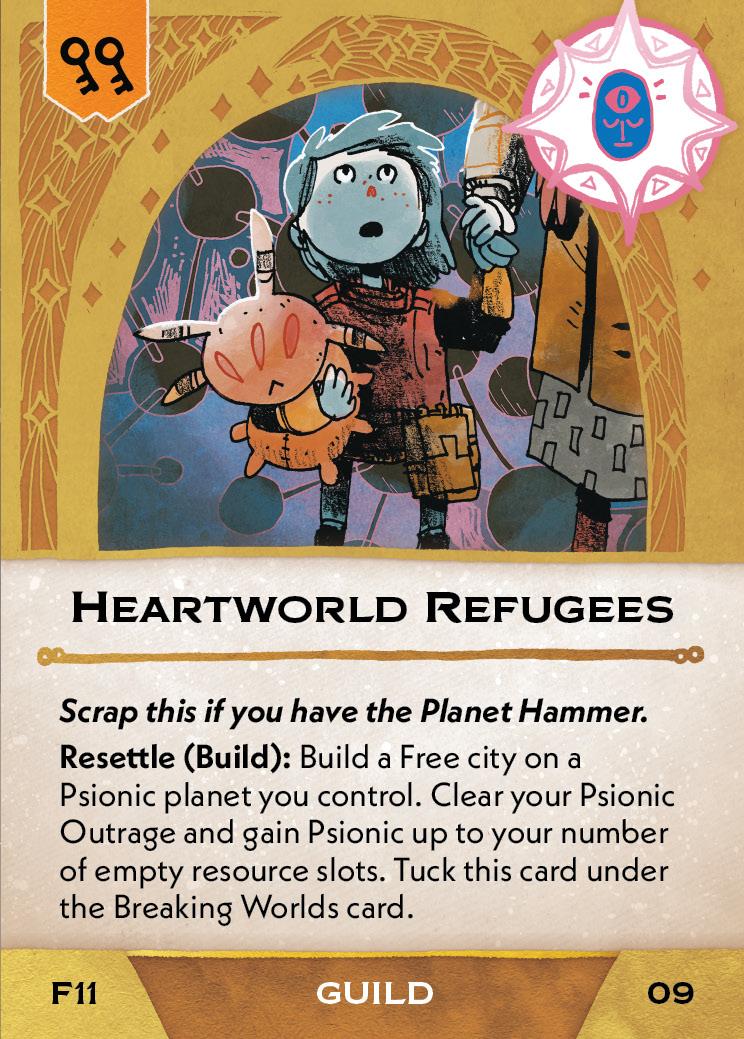 Heartworld Refugees
Scrap this if you have the Planet Hammer.
Resettle (Build): Build a Free city on a
Psionic planet you control. Clear your Psionic
Outrage and gain Psionic up to your number
of empty resource slots. Tuck this card under
the Breaking Worlds card.
F11 GUILD 09